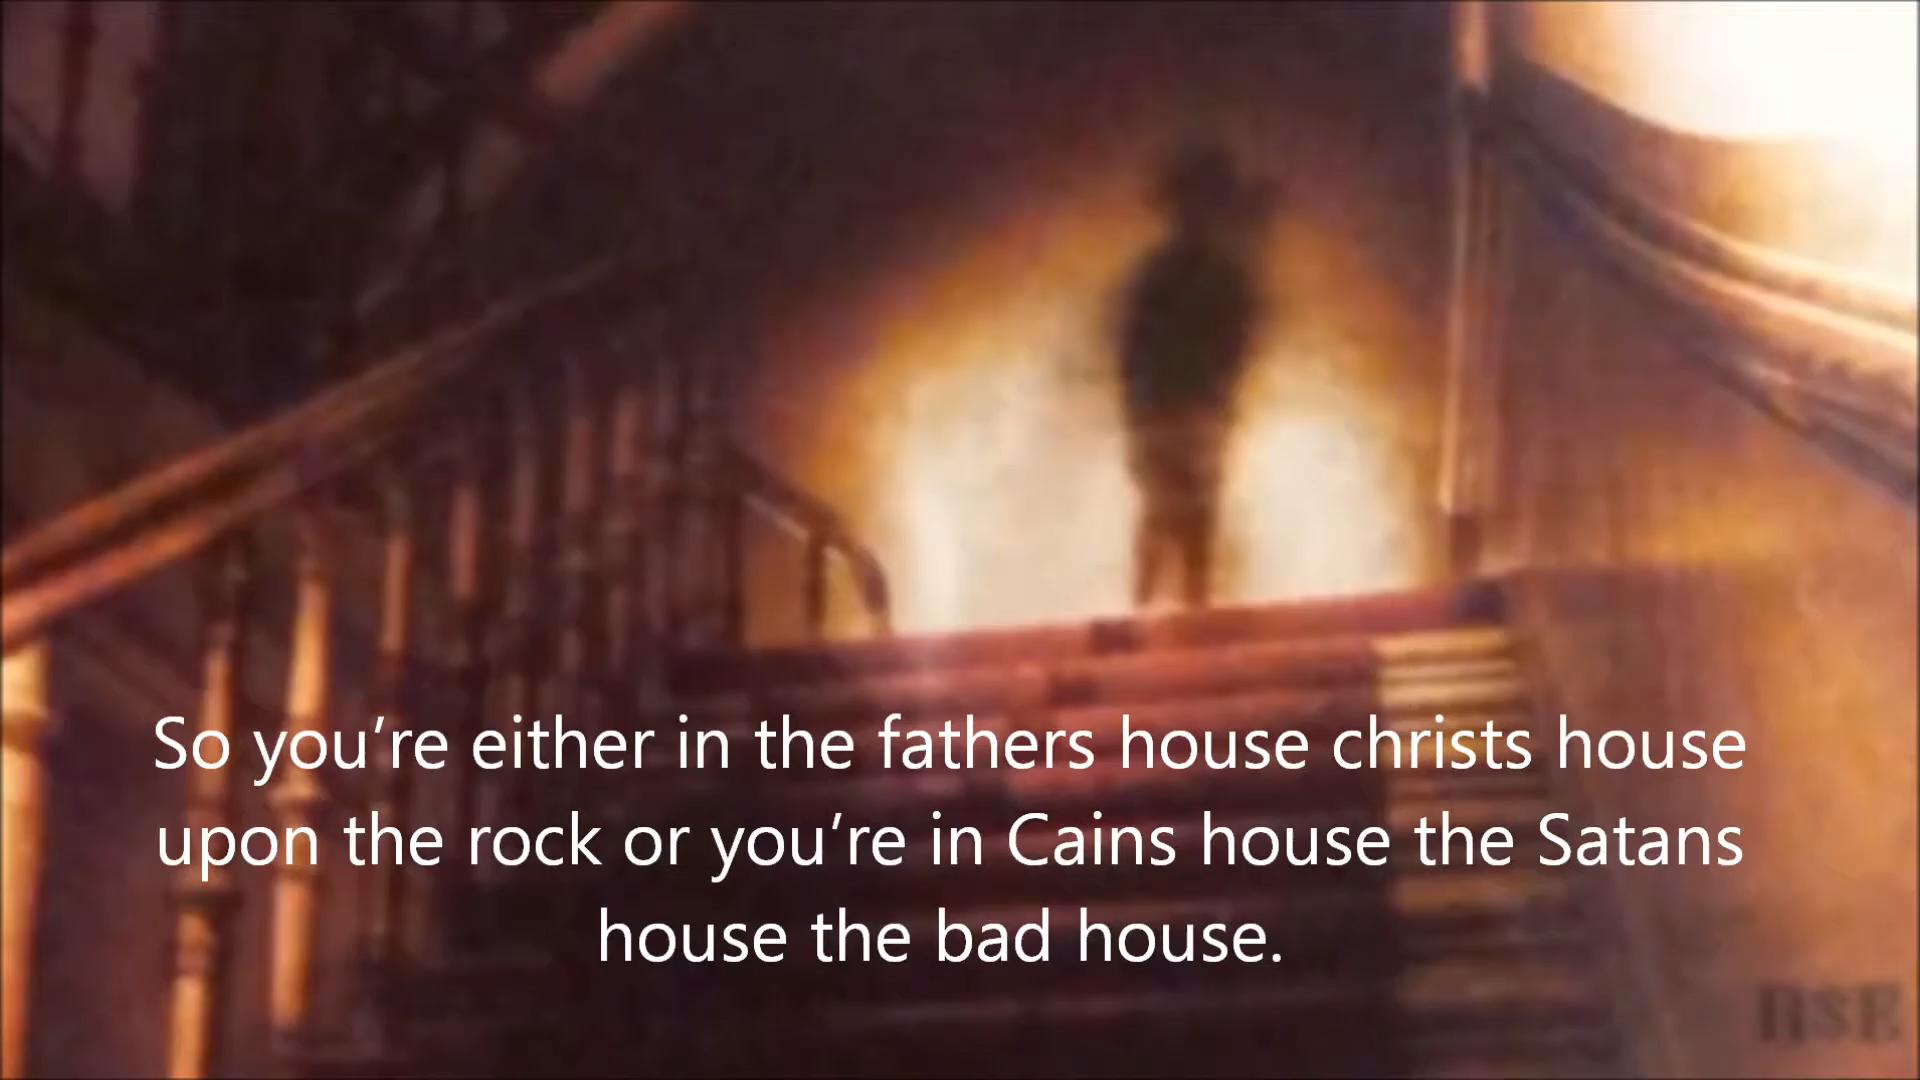 So you’re either in the fathers house christs house
upon the rock or you’re in Cains house the Satans
house the bad house.